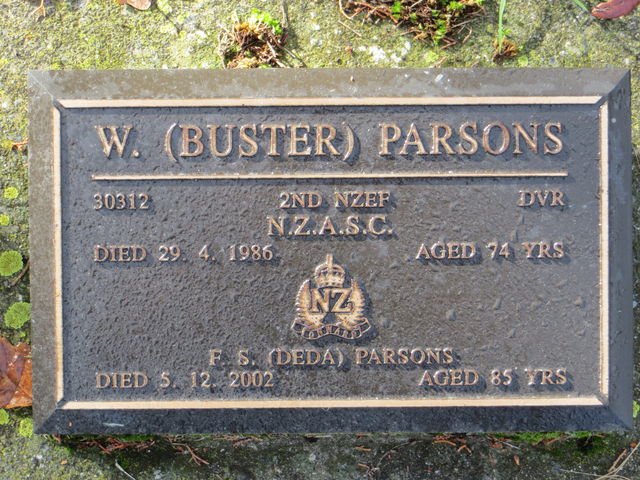 W. (BUSTER) PARSONS
30312 2ND NZEF DVR
N.Z.A.S.C.
DIED 29. 4. 1986 AGED 74 YRS
NZ
ONWARD
F. S. (DEDA) PARSONS
DIED 5. 12. 2002 AGED 85 YRS